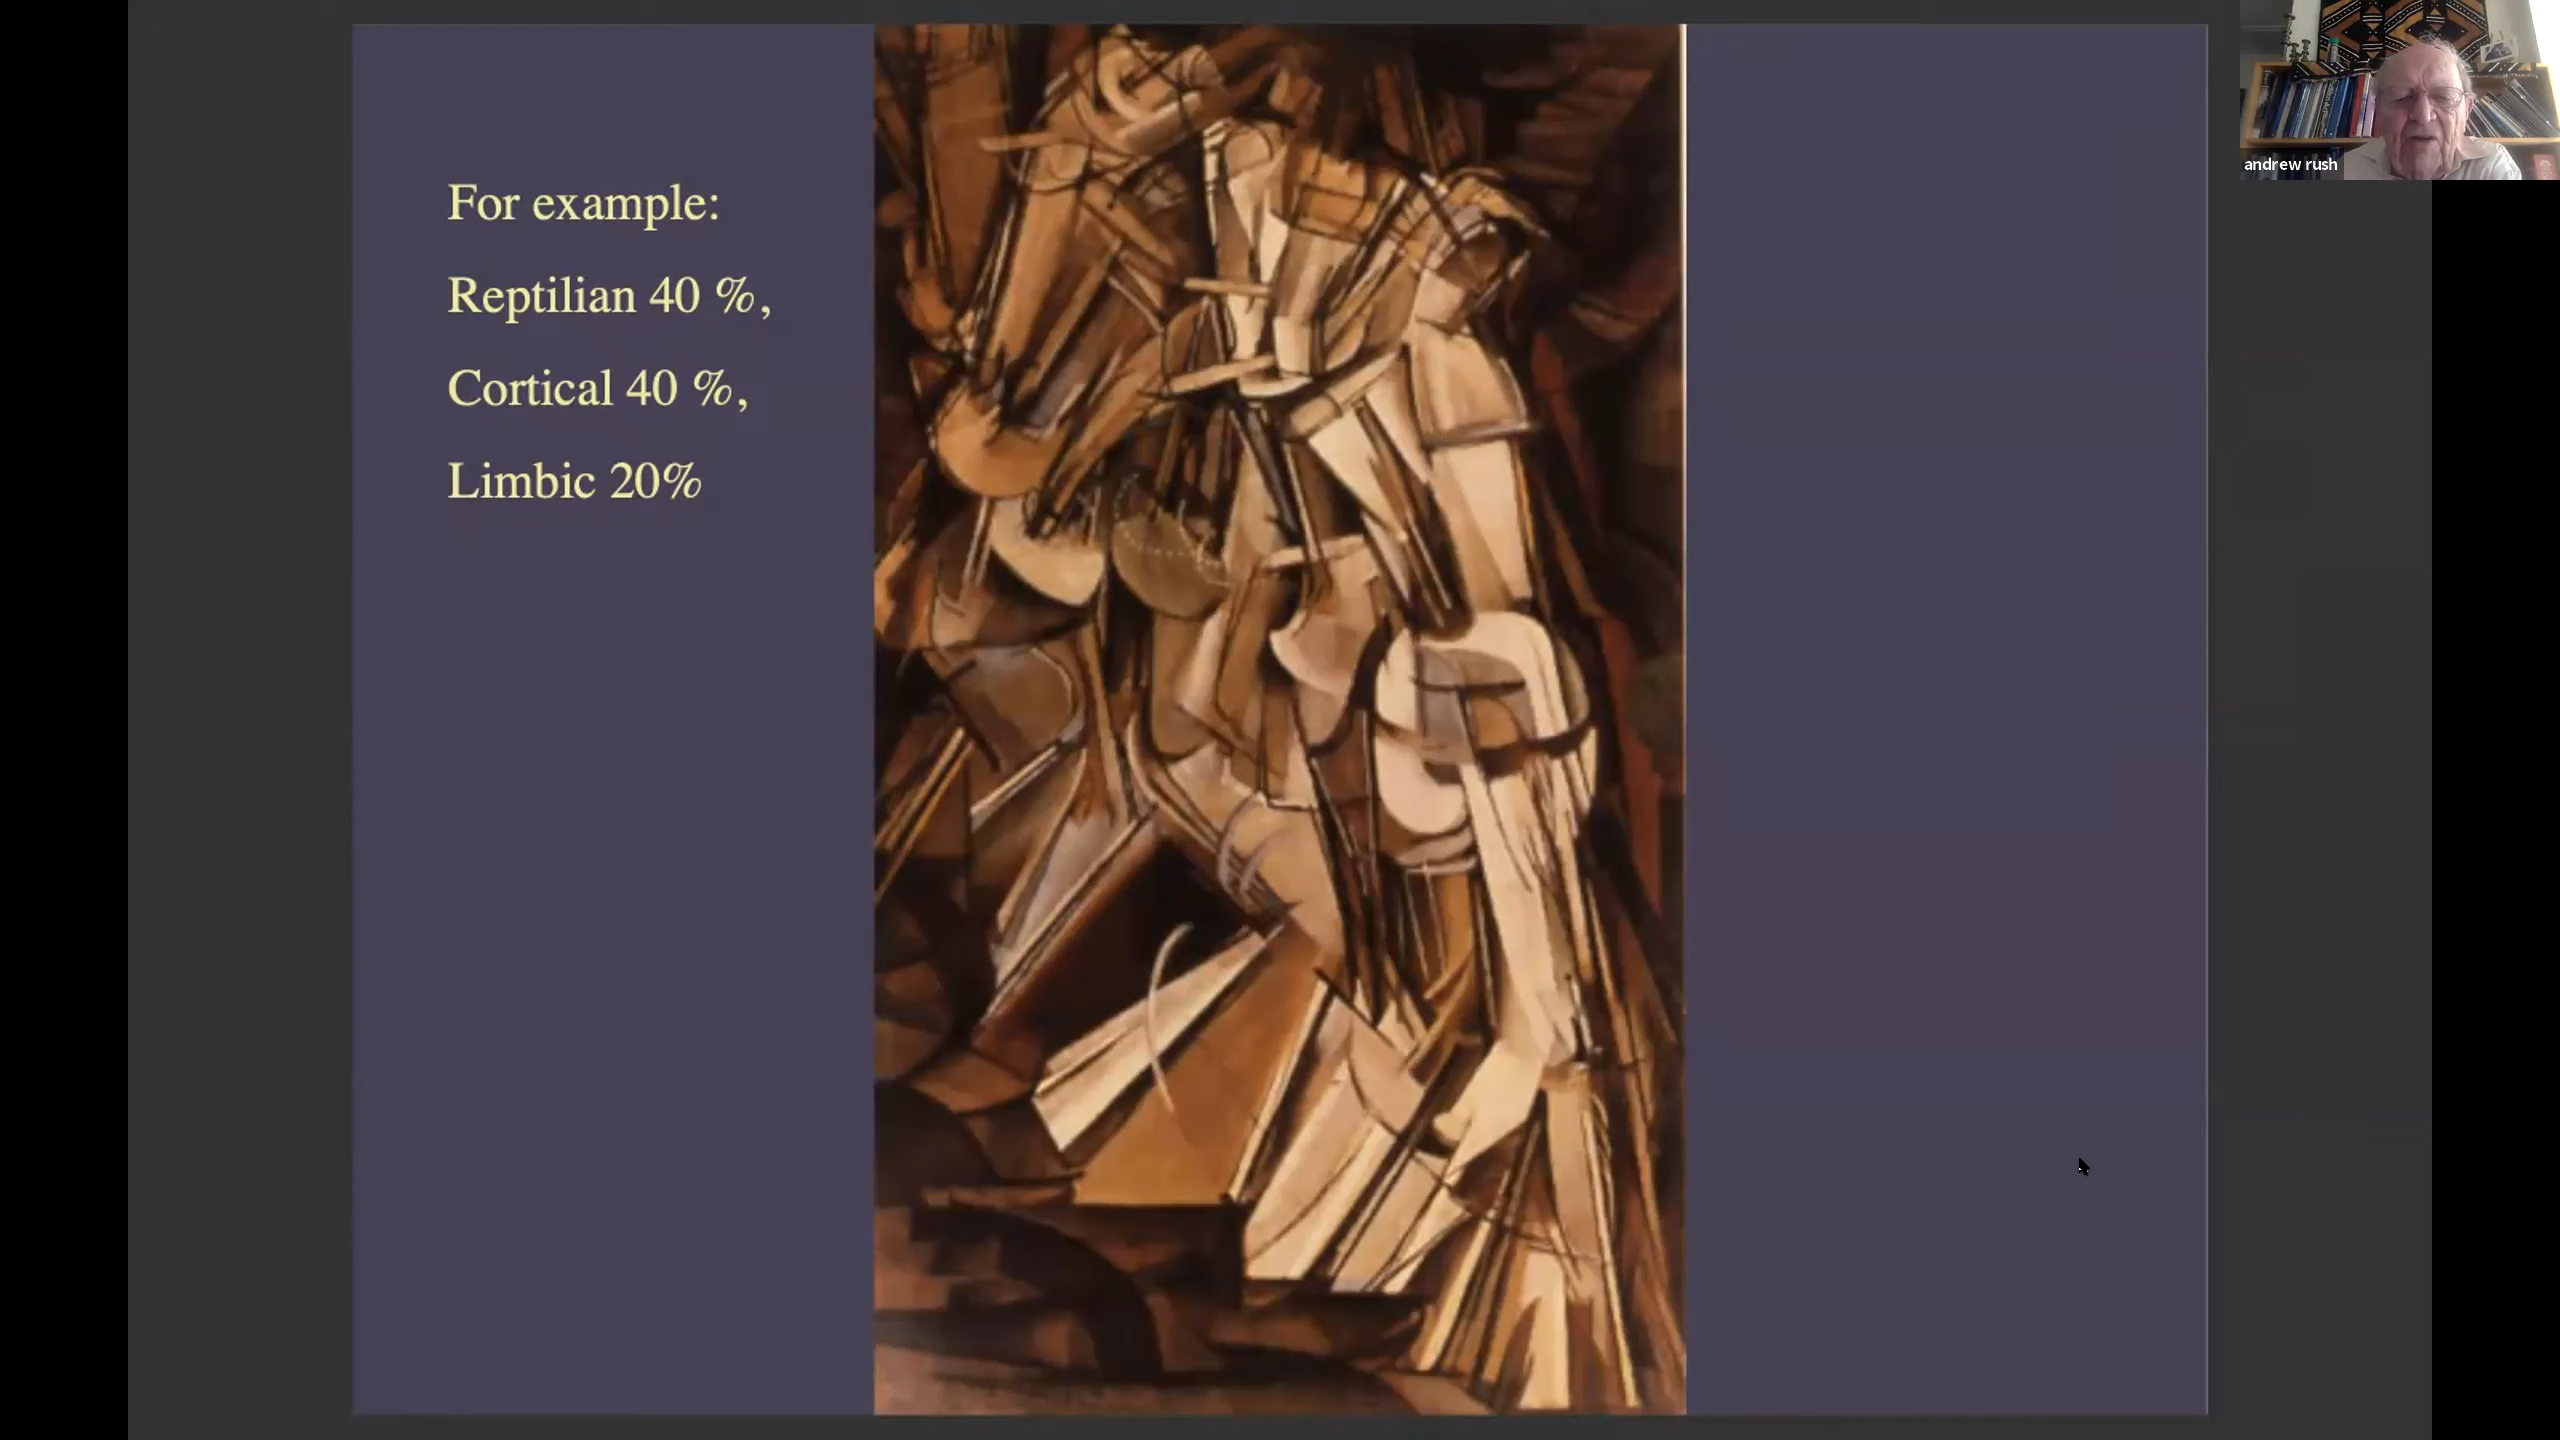 For example:
Reptilian 40 %,
Cortical 40 %,
Limbic 20%
andrew rush